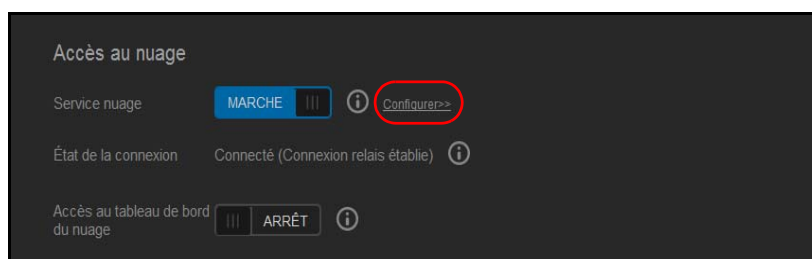 Accès au nuage
Service nuage MARCHE Configurer>>
État de la connexion Connecté (Connexion relais établie)
Accès au tableau de bord
du nuage ARRÊT